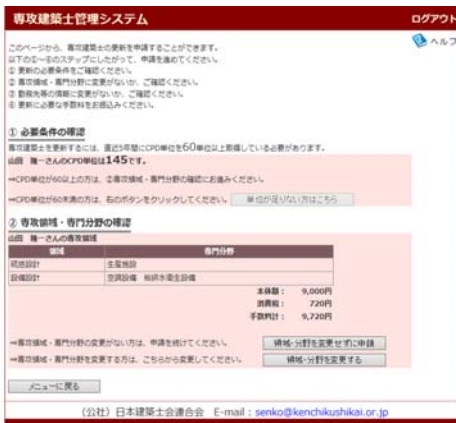 専攻建築士管理システム
ログアウト
ヘルプ
このページから、専攻建築士の更新を申請することができます。
以下の①～④のステップにしたがって、申請を進めてください。
① 更新の必要条件をご確認ください。
② 専攻領域・専門分野に変更がないか、ご確認ください。
③ 勤務先等の情報に変更がないか、ご確認ください。
④ 更新に必要な手数料をお振込みください。
① 必要条件の確認
専攻建築士を更新するには、直近5年間にCPD単位を60単位以上取得している必要があります。
山田 隆一さんのCPD単位は145です。
⇒CPD単位が60以上の方は、②専攻領域・専門分野の確認にお進みください。
⇒CPD単位が60未満の方は、右のボタンをクリックしてください。 単位が足りない方はこちら
② 専攻領域・専門分野の確認
山田 隆一さんの専攻領域
領域 専門分野
統括設計 生産施設
設備設計 空調設備 給排水衛生設備
本体額： 9,000円
消費税： 720円
手数料計： 9,720円
⇒専攻領域・専門分野の変更がない方は、申請を続けてください。 領域・分野を変更せずに申請
⇒専攻領域・専門分野を変更する方は、こちらから変更してください。 領域・分野を変更する
メニューに戻る
（公社）日本建築士会連合会 E-mail：senko@kenchikushikai.or.jp